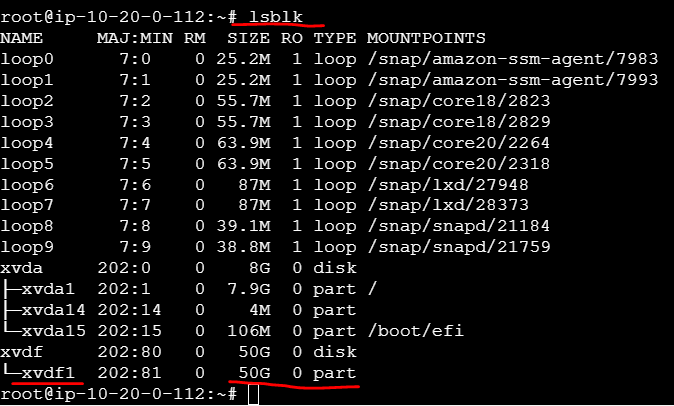 root@ip-10-20-0-112:~# lsblk
NAME     MAJ:MIN RM   SIZE RO TYPE MOUNTPOINTS
loop0      7:0    0  25.2M  1 loop /snap/amazon-ssm-agent/7983
loop1      7:1    0  25.2M  1 loop /snap/amazon-ssm-agent/7993
loop2      7:2    0  55.7M  1 loop /snap/core18/2823
loop3      7:3    0  55.7M  1 loop /snap/core18/2829
loop4      7:4    0  63.9M  1 loop /snap/core20/2264
loop5      7:5    0  63.9M  1 loop /snap/core20/2318
loop6      7:6    0    87M  1 loop /snap/lxd/27948
loop7      7:7    0    87M  1 loop /snap/lxd/28373
loop8      7:8    0  39.1M  1 loop /snap/snapd/21184
loop9      7:9    0  38.8M  1 loop /snap/snapd/21759
xvda     202:0    0     8G  0 disk
├─xvda1  202:1    0   7.9G  0 part /
├─xvda14 202:14   0     4M  0 part
└─xvda15 202:15   0   106M  0 part /boot/efi
xvdf     202:80   0    50G  0 disk
└─xvdf1  202:81   0    50G  0 part
root@ip-10-20-0-112:~#